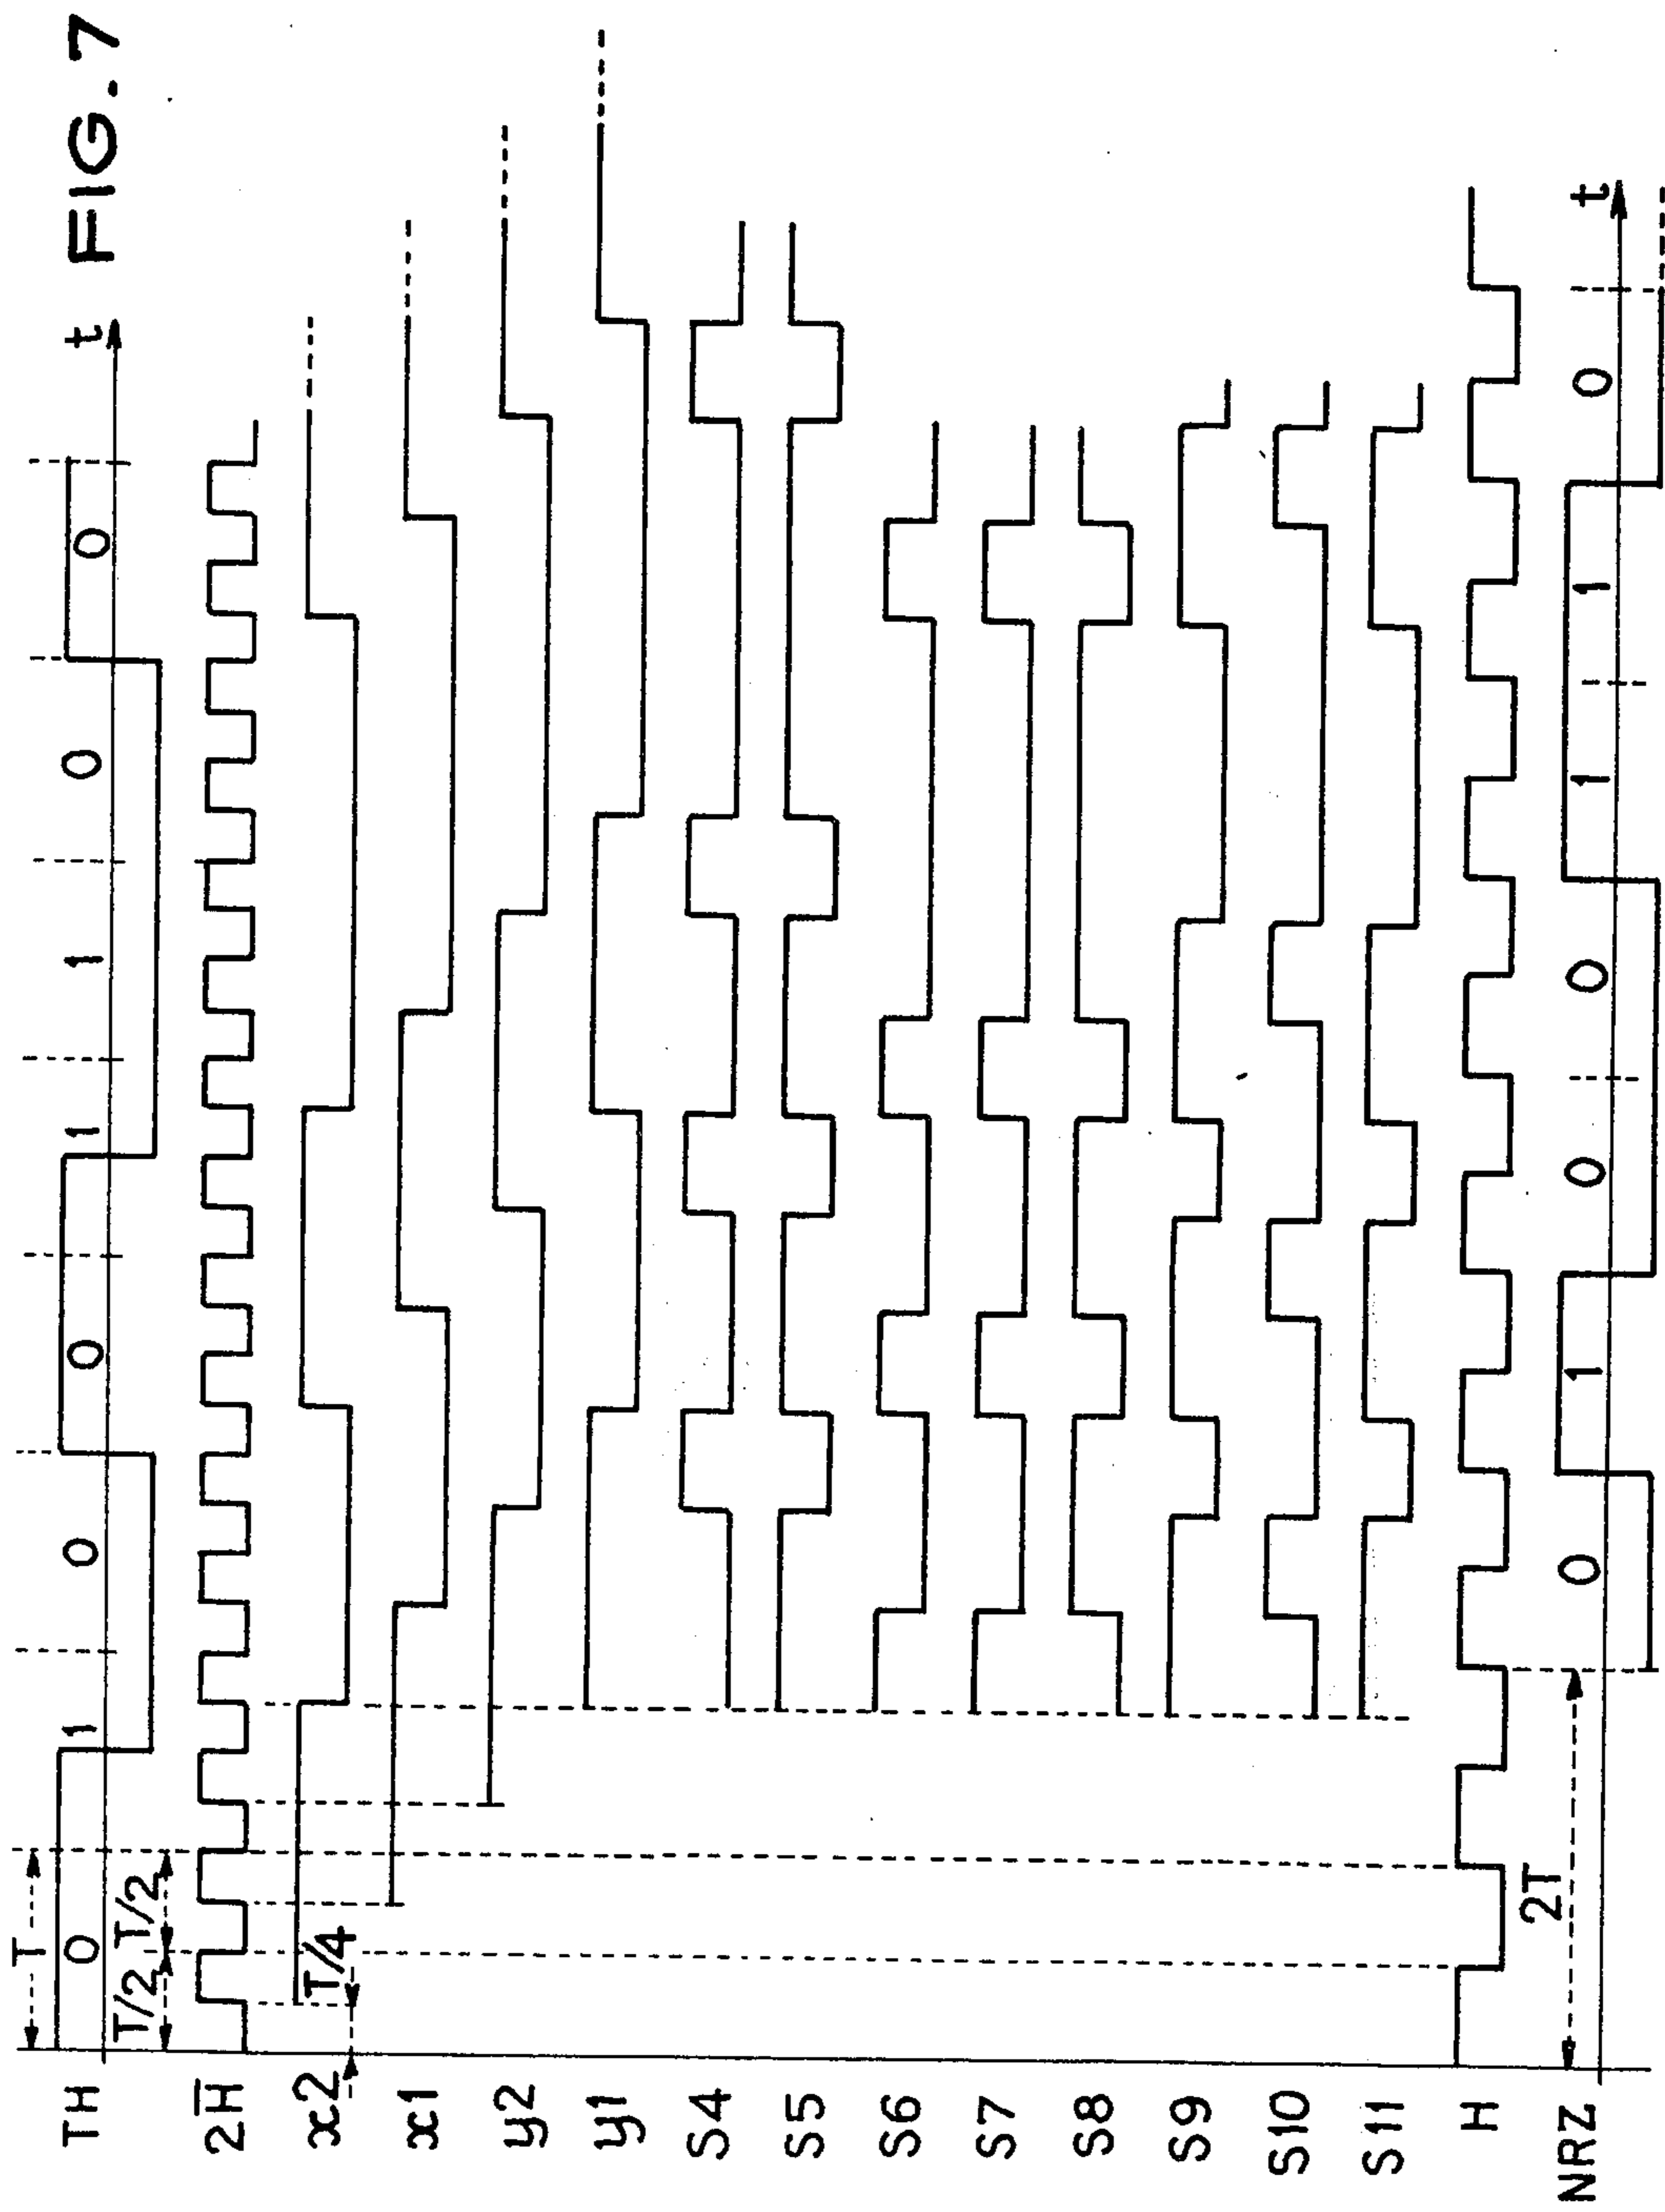 FIG.7
T
TH 0 1 0 0 1 1 0 0 t
T/2 T/2
2H̅
x2 T/4
x1
y2
y1
S4
S5
S6
S7
S8
S9
S10
S11
H
2T
NRZ 0 1 0 0 1 1 0 t